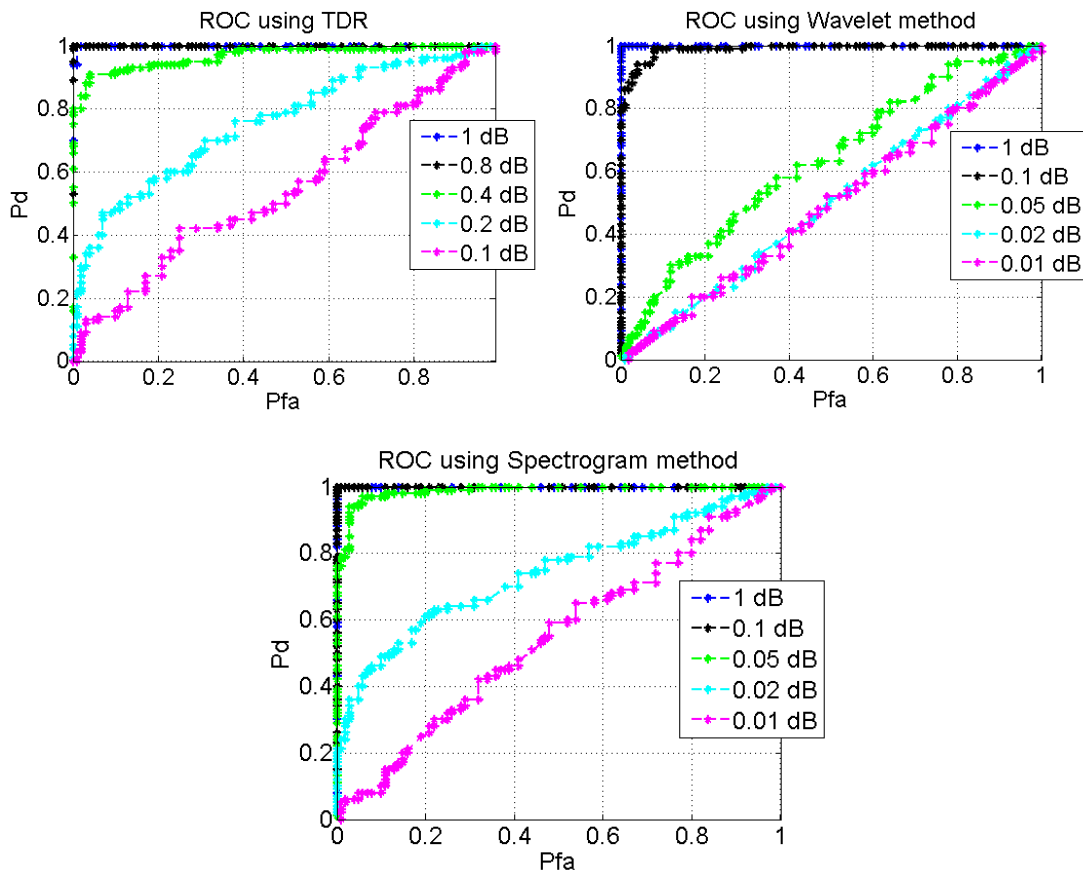 ROC using TDR
1
0.8
0.6
0.4
0.2
0
0
0.2
0.4
0.6
0.8
Pd
Pfa
1 dB
0.8 dB
0.4 dB
0.2 dB
0.1 dB
ROC using Wavelet method
1
0.8
0.6
0.4
0.2
0
0
0.2
0.4
0.6
0.8
1
Pd
Pfa
1 dB
0.1 dB
0.05 dB
0.02 dB
0.01 dB
ROC using Spectrogram method
1
0.8
0.6
0.4
0.2
0
0
0.2
0.4
0.6
0.8
1
Pd
Pfa
1 dB
0.1 dB
0.05 dB
0.02 dB
0.01 dB